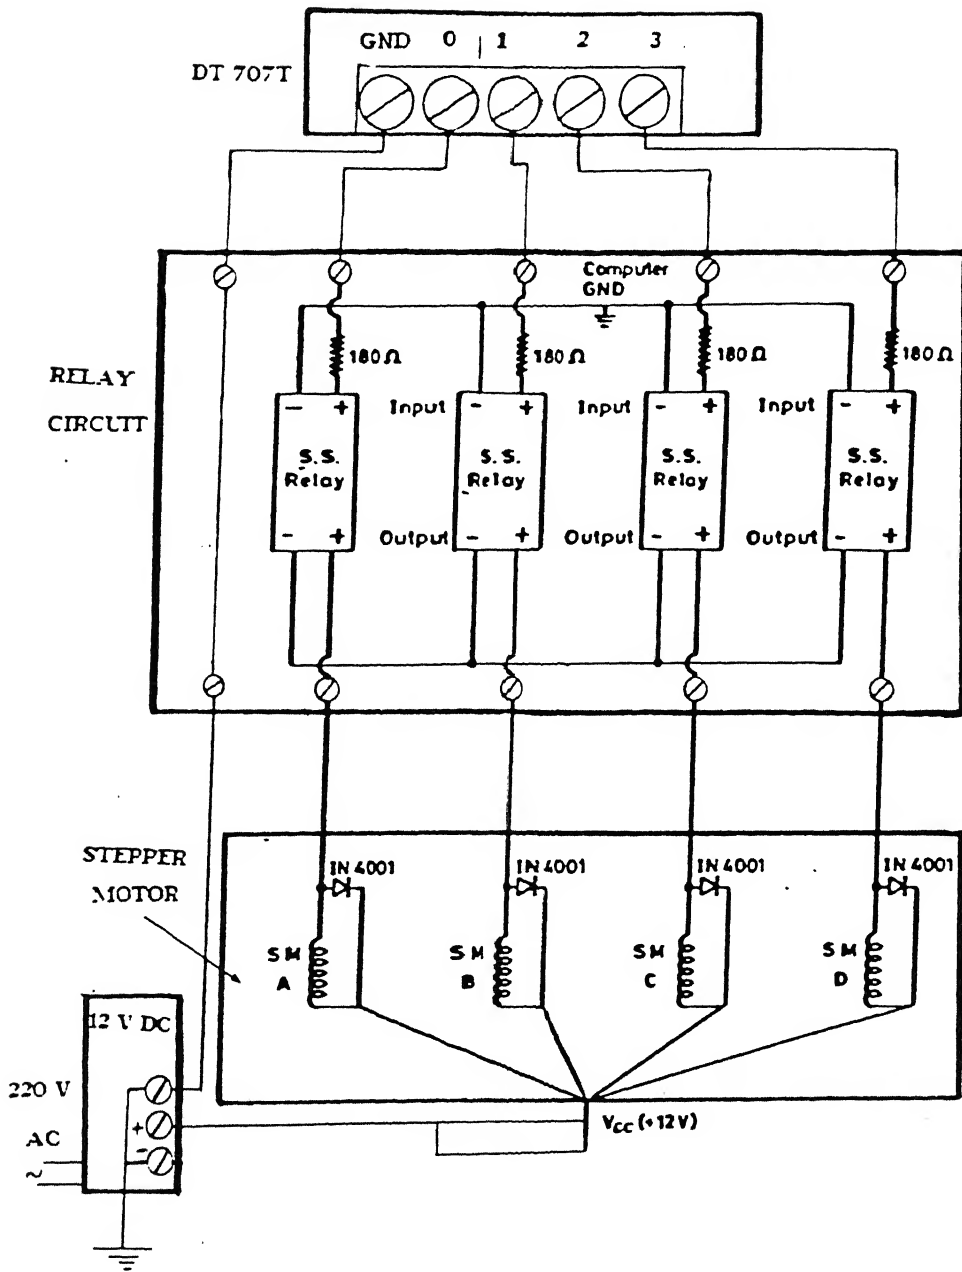 GND 0 1 2 3
DT 707T
Computer
GND
180 Ω 180 Ω 180 Ω 180 Ω
RELAY
CIRCUTT
- + Input - + Input - + Input - +
S.S. S.S. S.S. S.S.
Relay Relay Relay Relay
- + Output - + Output - + Output - +
STEPPER
MOTOR
IN 4001 IN 4001 IN 4001 IN 4001
SM SM SM SM
A B C D
12 V DC
220 V
+
VCC (+12V)
AC
-
~